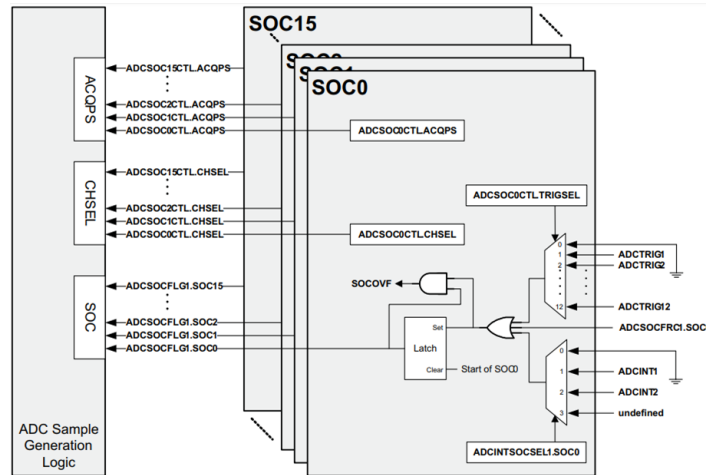 SOC15
SOC1
SOC0
ACQPS
ADCSOC15CTL.ACQPS
ADCSOC2CTL.ACQPS
ADCSOC1CTL.ACQPS
ADCSOC0CTL.ACQPS
ADCSOC0CTL.ACQPS
CHSEL
ADCSOC15CTL.CHSEL
ADCSOC2CTL.CHSEL
ADCSOC1CTL.CHSEL
ADCSOC0CTL.CHSEL
ADCSOC0CTL.CHSEL
ADCSOC0CTL.TRIGSEL
0
1 ADCTRIG1
2 ADCTRIG2
12 ADCTRIG12
SOC
ADCSOCFLG1.SOC15
ADCSOCFLG1.SOC2
ADCSOCFLG1.SOC1
ADCSOCFLG1.SOC0
SOCOVF
Set
Latch
Clear
Start of SOC0
ADCSOCFRC1.SOC
0
1 ADCINT1
2 ADCINT2
3 undefined
ADCINTSOCSEL1.SOC0
ADC Sample
Generation
Logic